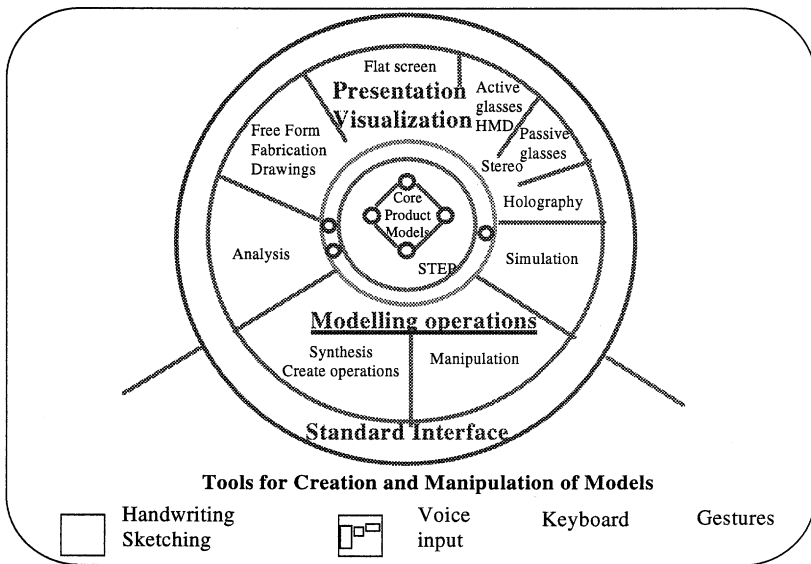 Flat screen
Presentation
Visualization
Active
glasses
HMD
Passive
glasses
Stereo
Free Form
Fabrication
Drawings
Holography
Core
Product
Models
STEP
Analysis
Simulation
Modelling operations
Synthesis
Create operations
Manipulation
Standard Interface
Tools for Creation and Manipulation of Models
Handwriting
Sketching
Voice
input
Keyboard
Gestures